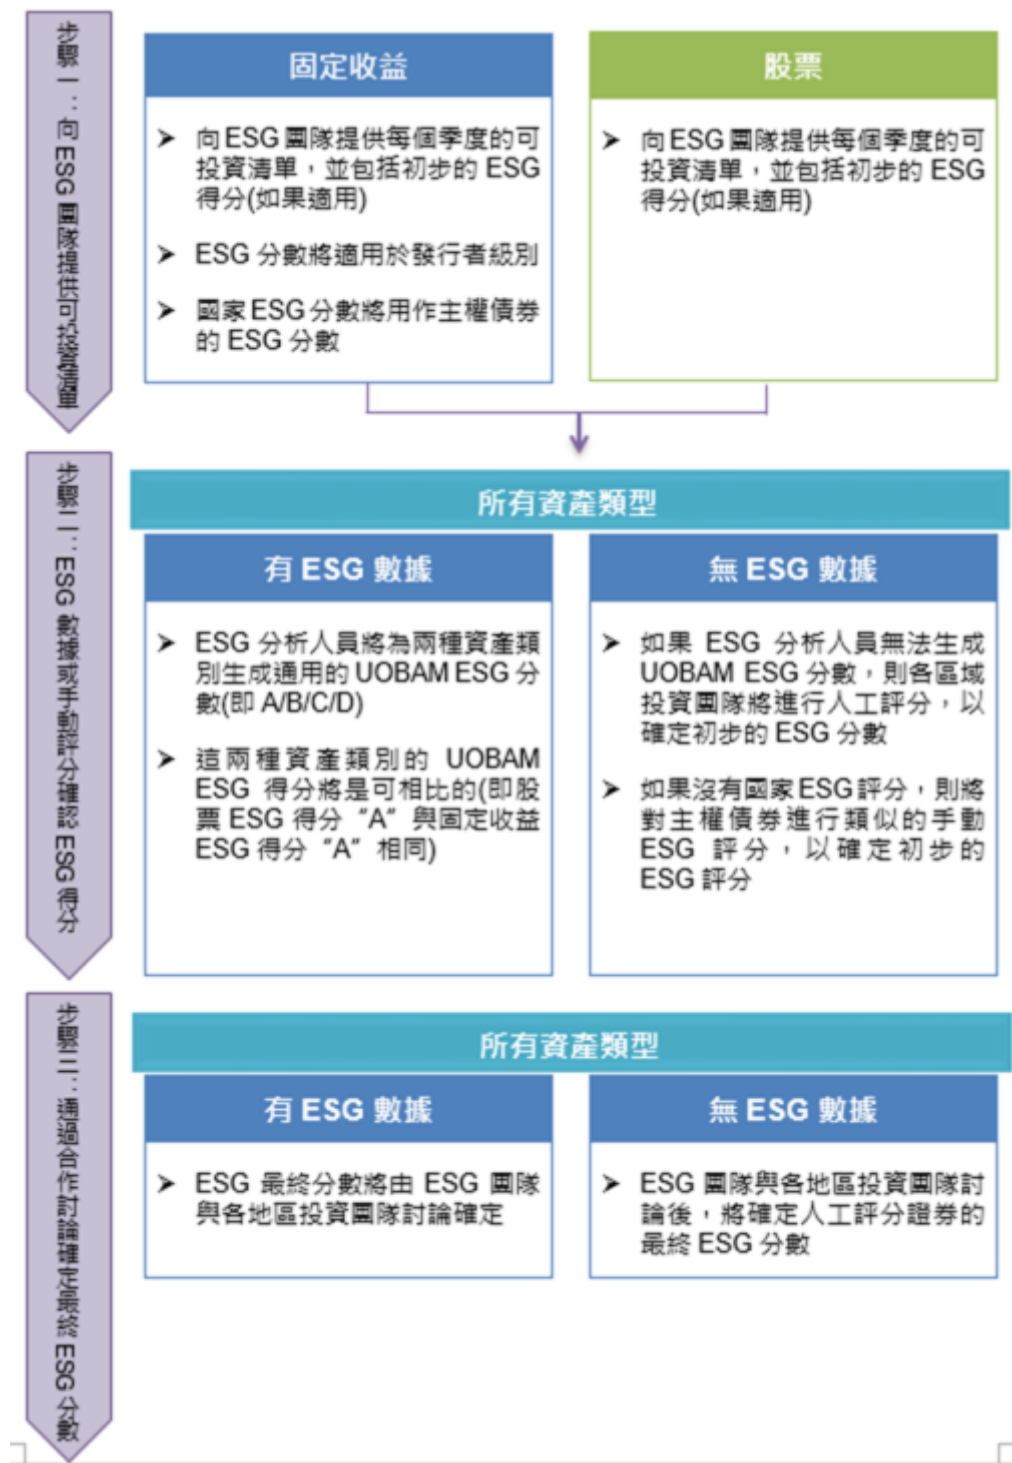 步驟一：向 ESG 團隊提供可投資清單
固定收益
➤ 向 ESG 團隊提供每個季度的可
投資清單，並包括初步的 ESG
得分(如果適用)
➤ ESG 分數將適用於發行者級別
➤ 國家 ESG 分數將用作主權債券
的 ESG 分數
股票
➤ 向 ESG 團隊提供每個季度的可
投資清單，並包括初步的 ESG
得分(如果適用)
步驟二：ESG 數據或手動評分確認 ESG 得分
所有資產類型
有 ESG 數據
➤ ESG 分析人員將為兩種資產類
別生成通用的 UOBAM ESG 分
數(即 A/B/C/D)
➤ 這兩種資產類別的 UOBAM
ESG 得分將是可相比的(即股
票 ESG 得分“A”與固定收益
ESG 得分“A”相同)
無 ESG 數據
➤ 如果 ESG 分析人員無法生成
UOBAM ESG 分數，則各區域
投資團隊將進行人工評分，以
確定初步的 ESG 分數
➤ 如果沒有國家 ESG 評分，則將
對主權債券進行類似的手動
ESG 評分，以確定初步的
ESG 評分
步驟三：通過合作討論確定最終 ESG 分數
所有資產類型
有 ESG 數據
➤ ESG 最終分數將由 ESG 團隊
與各地區投資團隊討論確定
無 ESG 數據
➤ ESG 團隊與各地區投資團隊討
論後，將確定人工評分證券的
最終 ESG 分數